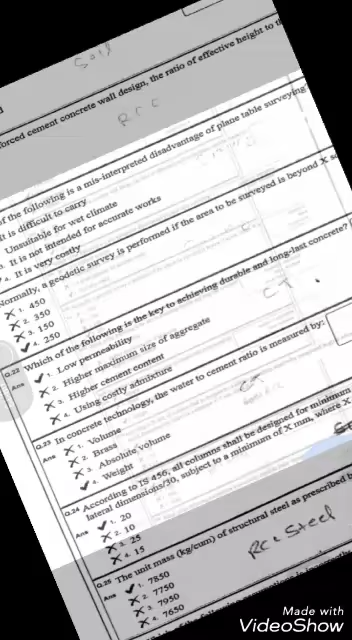 Soil
forced cement concrete wall design, the ratio of effective height to
RCC
of the following is a mis-interpreted disadvantage of plane table surveying
It is difficult to carry
Unsuitable for wet climate
3. It is not intended for accurate works
4. It is very costly
Normally, a geodetic survey is performed if the area to be surveyed is beyond X
X 1. 450
X 2. 350
X 3. 150
✓ 4. 250
Q.22 Which of the following is the key to achieving durable and long-last concrete?
Ans ✓ 1. Low permeability
X 2. Higher maximum size of aggregate
X 3. Higher cement content
X 4. Using costly admixture
CT
Q.23 In concrete technology, the water to cement ratio is measured by:
Ans X 1. Volume
X 2. Brass
X 3. Absolute volume
✓ 4. Weight
CT
Q.24 According to IS 456, all columns shall be designed for minimum
lateral dimensions/30, subject to a minimum of X mm, where X
Ans ✓ 1. 20
X 2. 10
X 3. 25
X 4. 15
Q.25 The unit mass (kg/cum) of structural steel as prescribed
Ans ✓ 1. 7850
X 2. 7750
X 3. 7950
X 4. 7650
RCC Steel
Made with
VideoShow